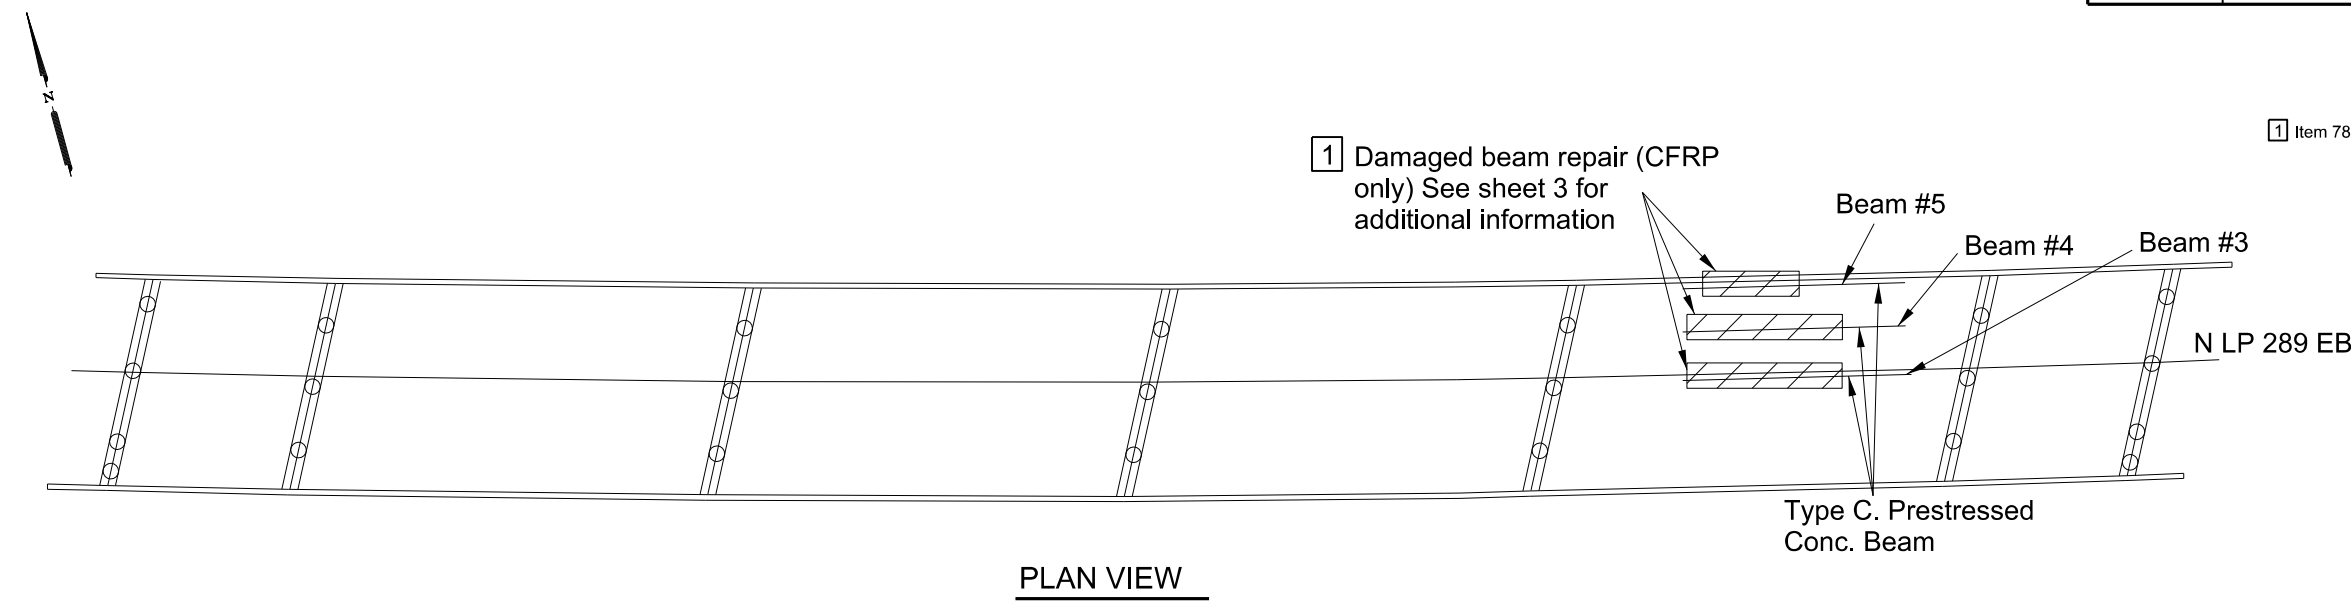 N
1 Item 78
1 Damaged beam repair (CFRP
only) See sheet 3 for
additional information
Beam #5
Beam #4
Beam #3
N LP 289 EB
Type C. Prestressed
Conc. Beam
PLAN VIEW